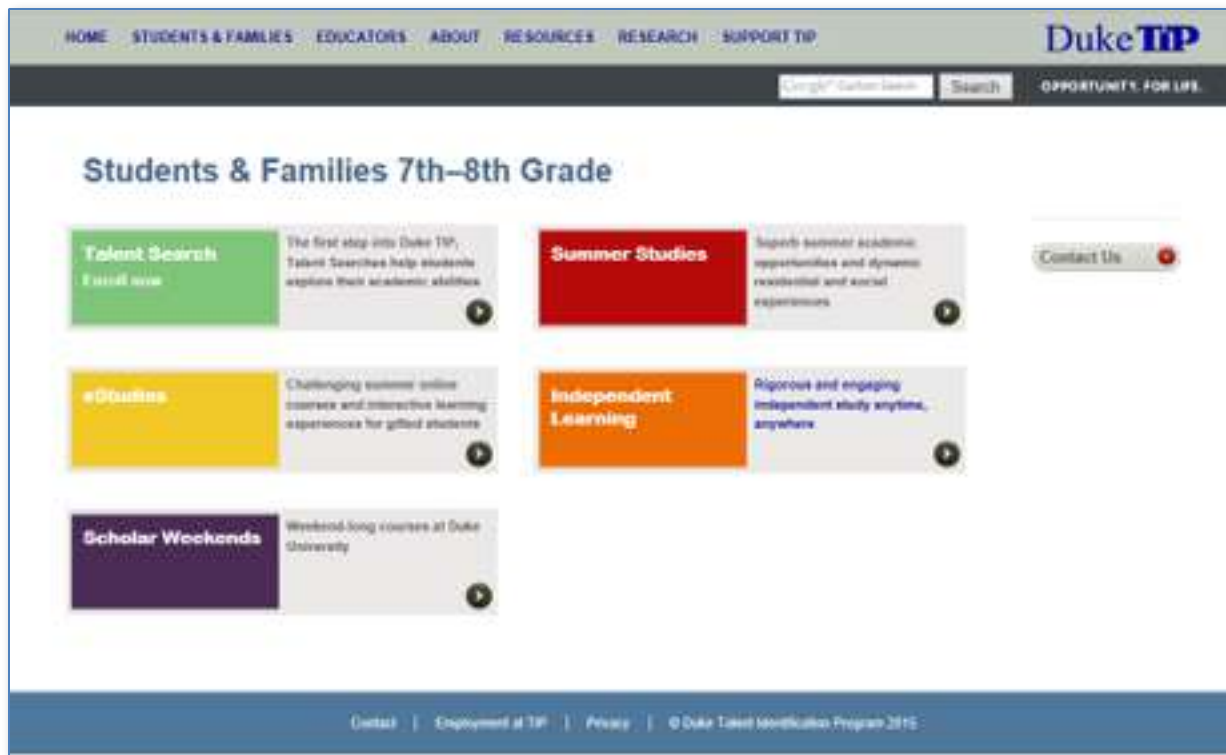 HOME STUDENTS & FAMILIES EDUCATORS ABOUT RESOURCES RESEARCH SUPPORT TIP
Duke TiP
Search
OPPORTUNITY. FOR LIFE.
Students & Families 7th–8th Grade
Talent Search
Enroll now
The first step into Duke TIP,
Talent Searches help students
explore their academic abilities
Summer Studies
Superb summer academic
opportunities and dynamic
residential and social
experiences
Contact Us
eStudies
Challenging summer online
courses and interactive learning
experiences for gifted students
Independent
Learning
Rigorous and engaging
independent study anytime,
anywhere
Scholar Weekends
Weekend-long courses at Duke
University
Contact | Employment at TIP | Privacy | © Duke Talent Identification Program 2015